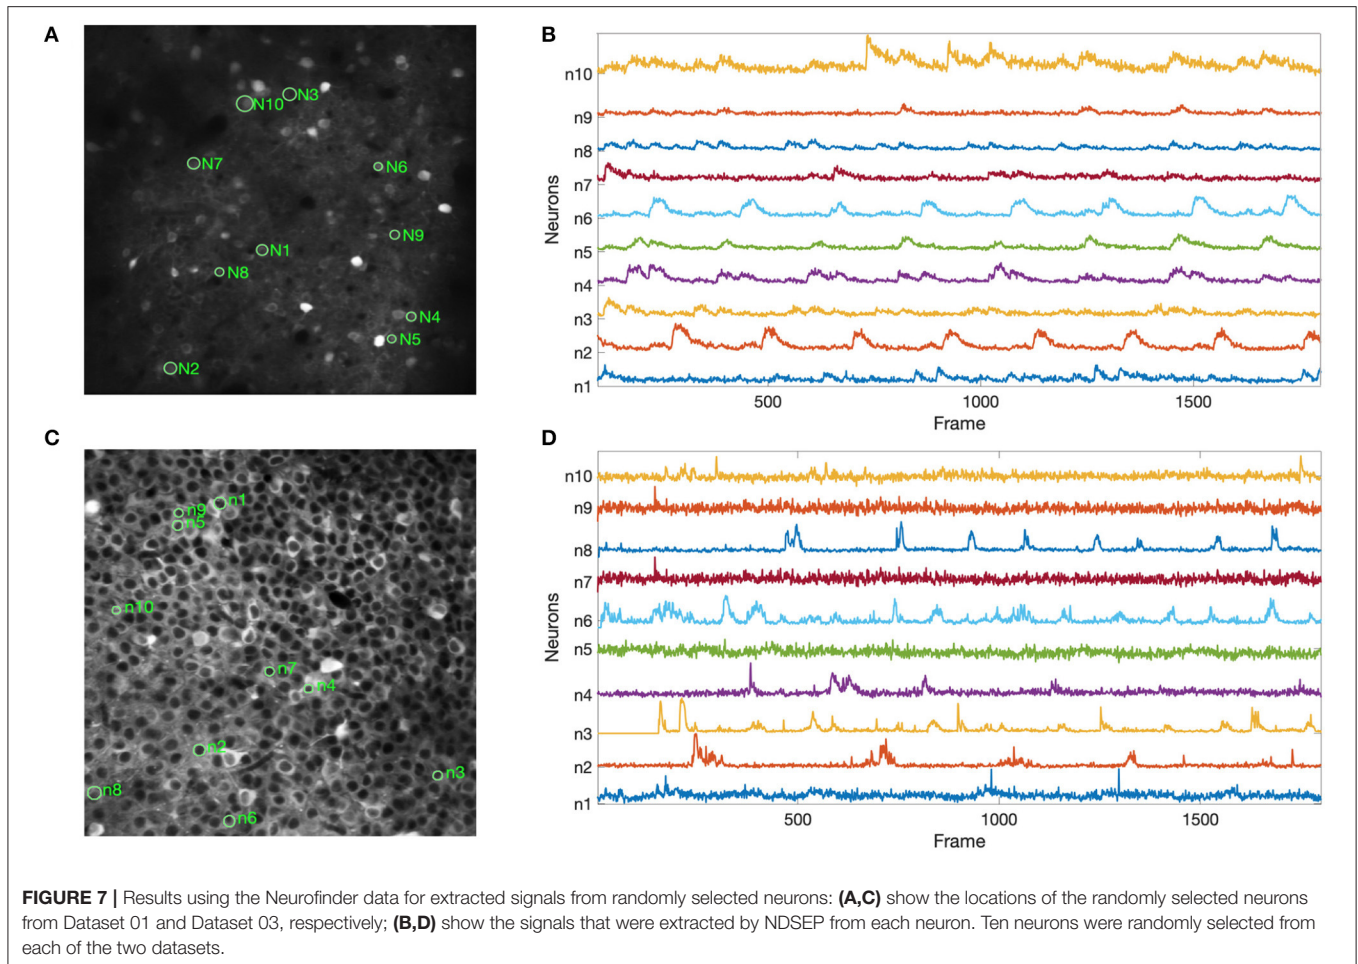 A
N10
N3
N7
N6
N1
N9
N8
N4
N5
N2
B
n10
n9
n8
n7
n6
n5
n4
n3
n2
n1
Neurons
500
1000
1500
Frame
C
n1
n9
n5
n10
n7
n4
n2
n3
n8
n6
D
n10
n9
n8
n7
n6
n5
n4
n3
n2
n1
Neurons
500
1000
1500
Frame
FIGURE 7 | Results using the Neurofinder data for extracted signals from randomly selected neurons: (A,C) show the locations of the randomly selected neurons
from Dataset 01 and Dataset 03, respectively; (B,D) show the signals that were extracted by NDSEP from each neuron. Ten neurons were randomly selected from
each of the two datasets.